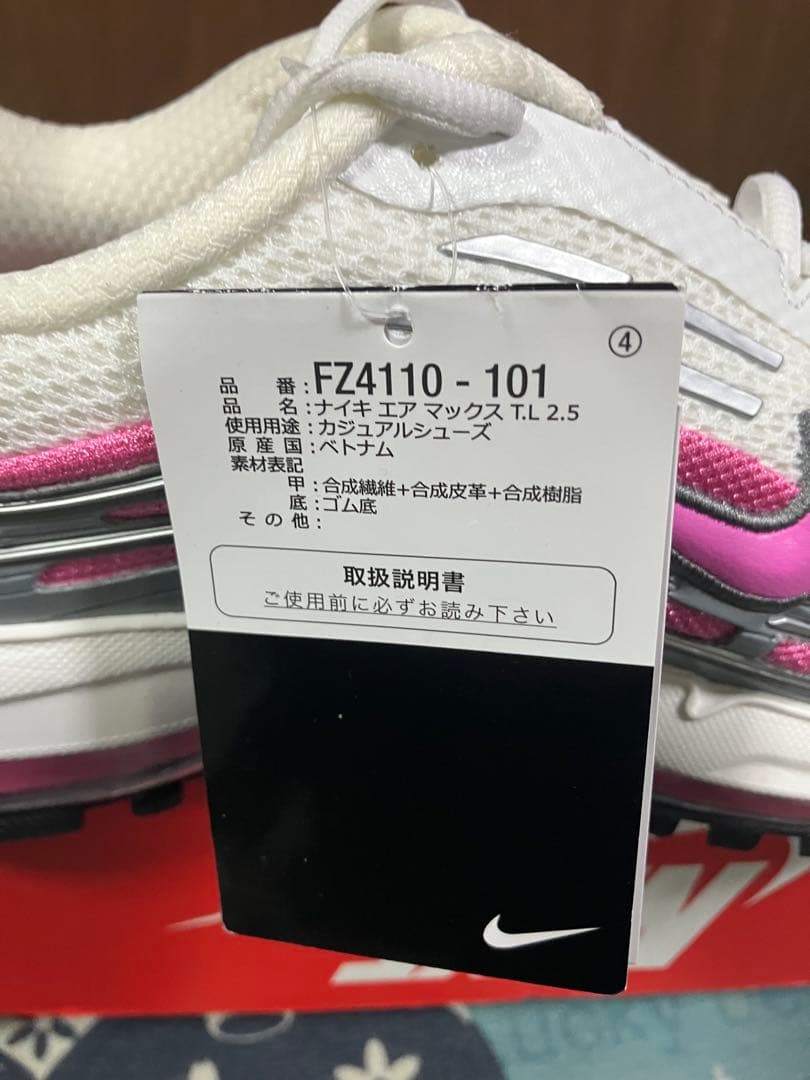 ④
品番:FZ4110 - 101
品名:ナイキ エア マックス T.L 2.5
使用用途:カジュアルシューズ
原産国:ベトナム
素材表記
甲:合成繊維+合成皮革+合成樹脂
底:ゴム底
その他:
取扱説明書
ご使用前に必ずお読み下さい
lucky